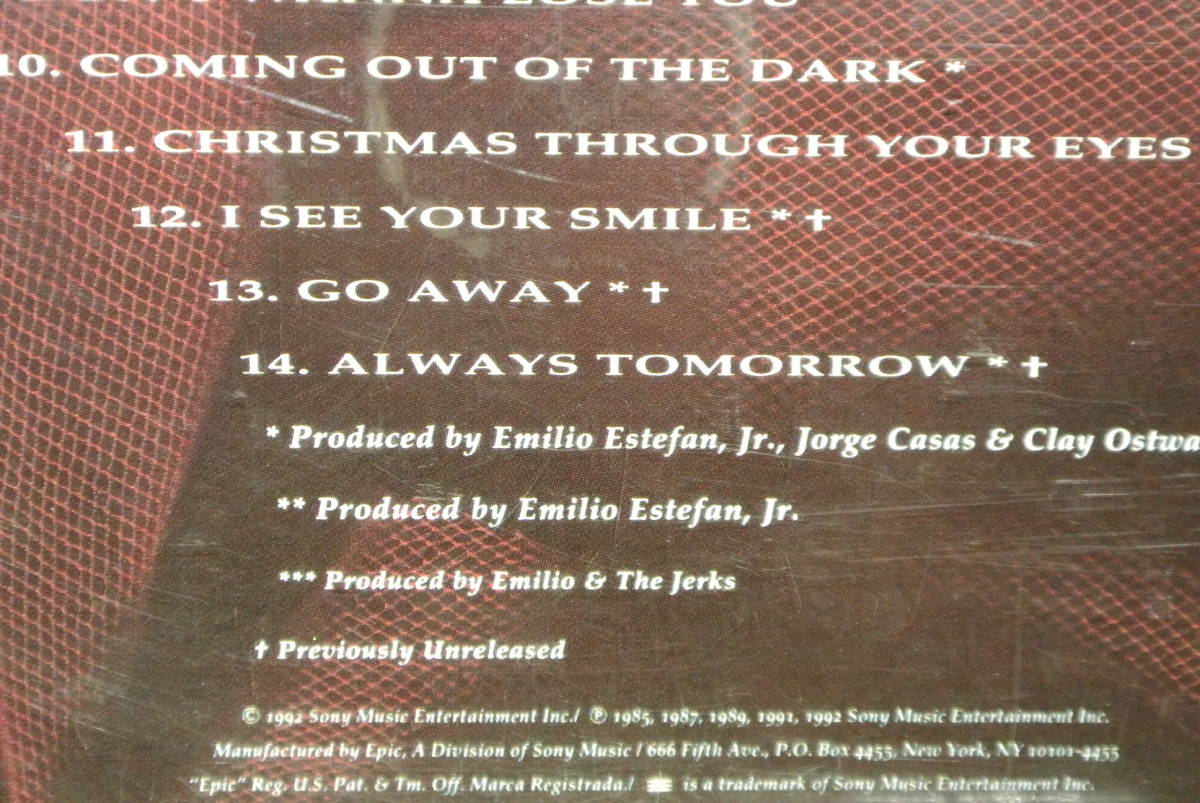 WANNA LOSE YOU
10. COMING OUT OF THE DARK *
11. CHRISTMAS THROUGH YOUR EYES
12. I SEE YOUR SMILE * †
13. GO AWAY * †
14. ALWAYS TOMORROW * †
* Produced by Emilio Estefan, Jr., Jorge Casas & Clay Ostwa
** Produced by Emilio Estefan, Jr.
*** Produced by Emilio & The Jerks
† Previously Unreleased
© 1992 Sony Music Entertainment Inc./ ℗ 1985, 1987, 1989, 1991, 1992 Sony Music Entertainment Inc.
Manufactured by Epic, A Division of Sony Music / 666 Fifth Ave., P.O. Box 4455, New York, NY 10101-4455
"Epic" Reg. U.S. Pat. & Tm. Off. Marca Registrada./ is a trademark of Sony Music Entertainment Inc.